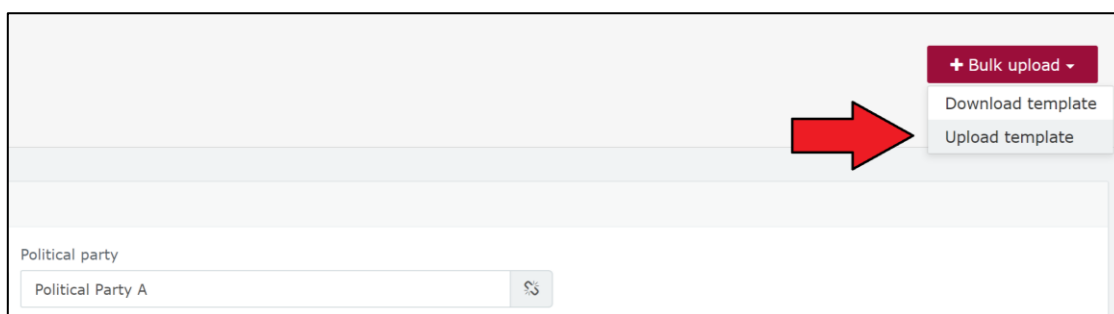 + Bulk upload
Download template
Upload template
Political party
Political Party A